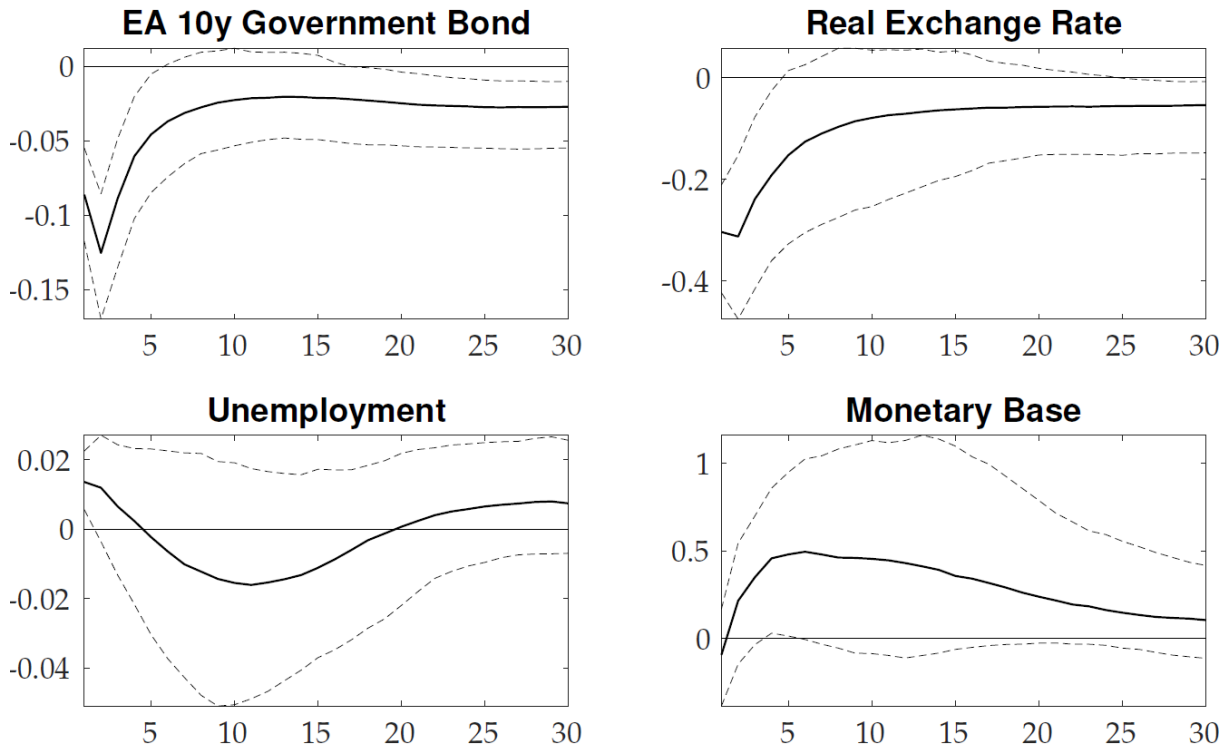 EA 10y Government Bond
0
-0.05
-0.1
-0.15
5 10 15 20 25 30
Real Exchange Rate
0
-0.2
-0.4
5 10 15 20 25 30
Unemployment
0.02
0
-0.02
-0.04
5 10 15 20 25 30
Monetary Base
1
0.5
0
5 10 15 20 25 30